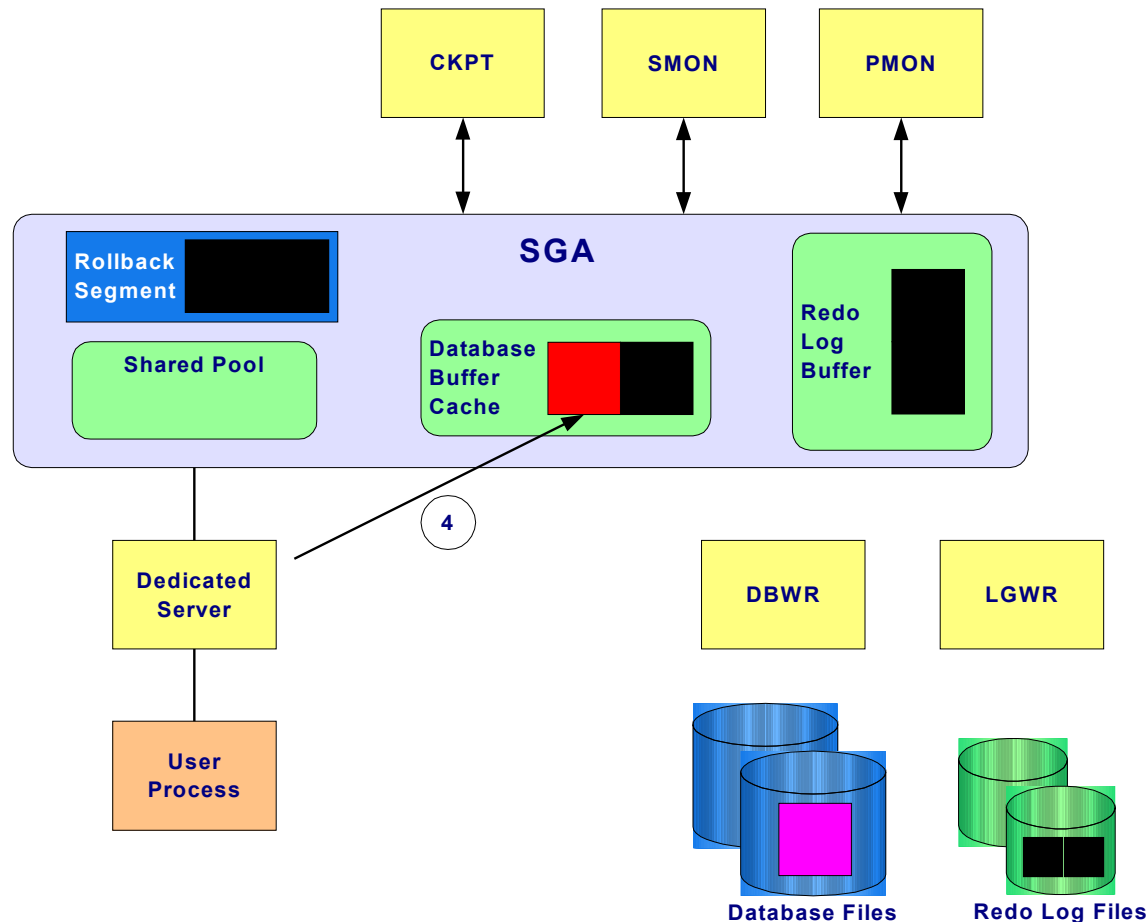 CKPT
SMON
PMON
SGA
Rollback
Segment
Shared Pool
Database
Buffer
Cache
Redo
Log
Buffer
4
Dedicated
Server
DBWR
LGWR
User
Process
Database Files
Redo Log Files